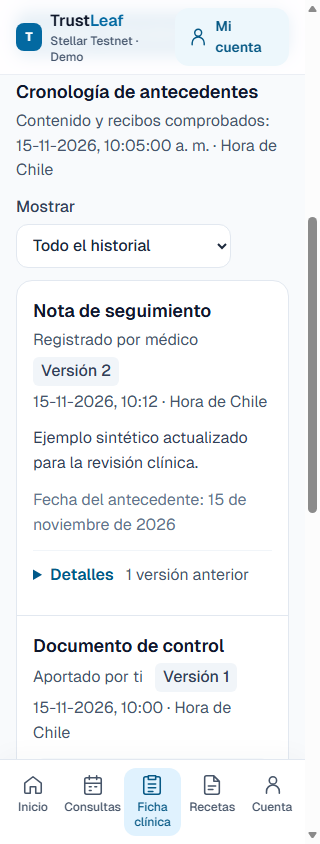 T
TrustLeaf
Stellar Testnet ·
Demo
Mi
cuenta
Cronología de antecedentes
Contenido y recibos comprobados:
15-11-2026, 10:05:00 a. m. · Hora de
Chile
Mostrar
Todo el historial
Nota de seguimiento
Registrado por médico
Versión 2
15-11-2026, 10:12 · Hora de Chile
Ejemplo sintético actualizado
para la revisión clínica.
Fecha del antecedente: 15 de
noviembre de 2026
Detalles 1 versión anterior
Documento de control
Aportado por ti Versión 1
15-11-2026, 10:00 · Hora de
Chile
Inicio Consultas Ficha clínica Recetas Cuenta